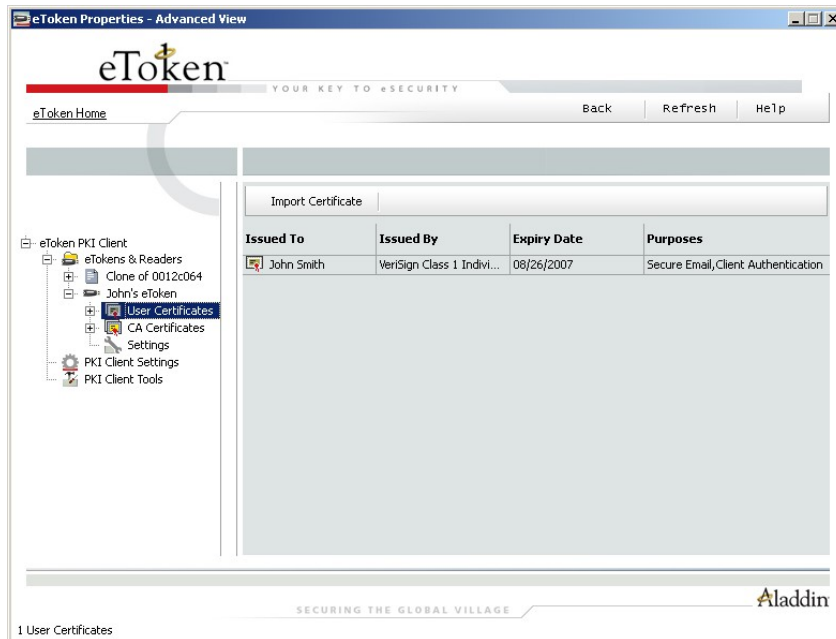 eToken Properties - Advanced View
eToken
YOUR KEY TO eSECURITY
eToken Home
Back
Refresh
Help
Import Certificate
eToken PKI Client
eTokens & Readers
Clone of 0012c064
John's eToken
User Certificates
CA Certificates
Settings
PKI Client Settings
PKI Client Tools
Issued To Issued By Expiry Date Purposes
John Smith VeriSign Class 1 Indivi... 08/26/2007 Secure Email,Client Authentication
SECURING THE GLOBAL VILLAGE
Aladdin
1 User Certificates